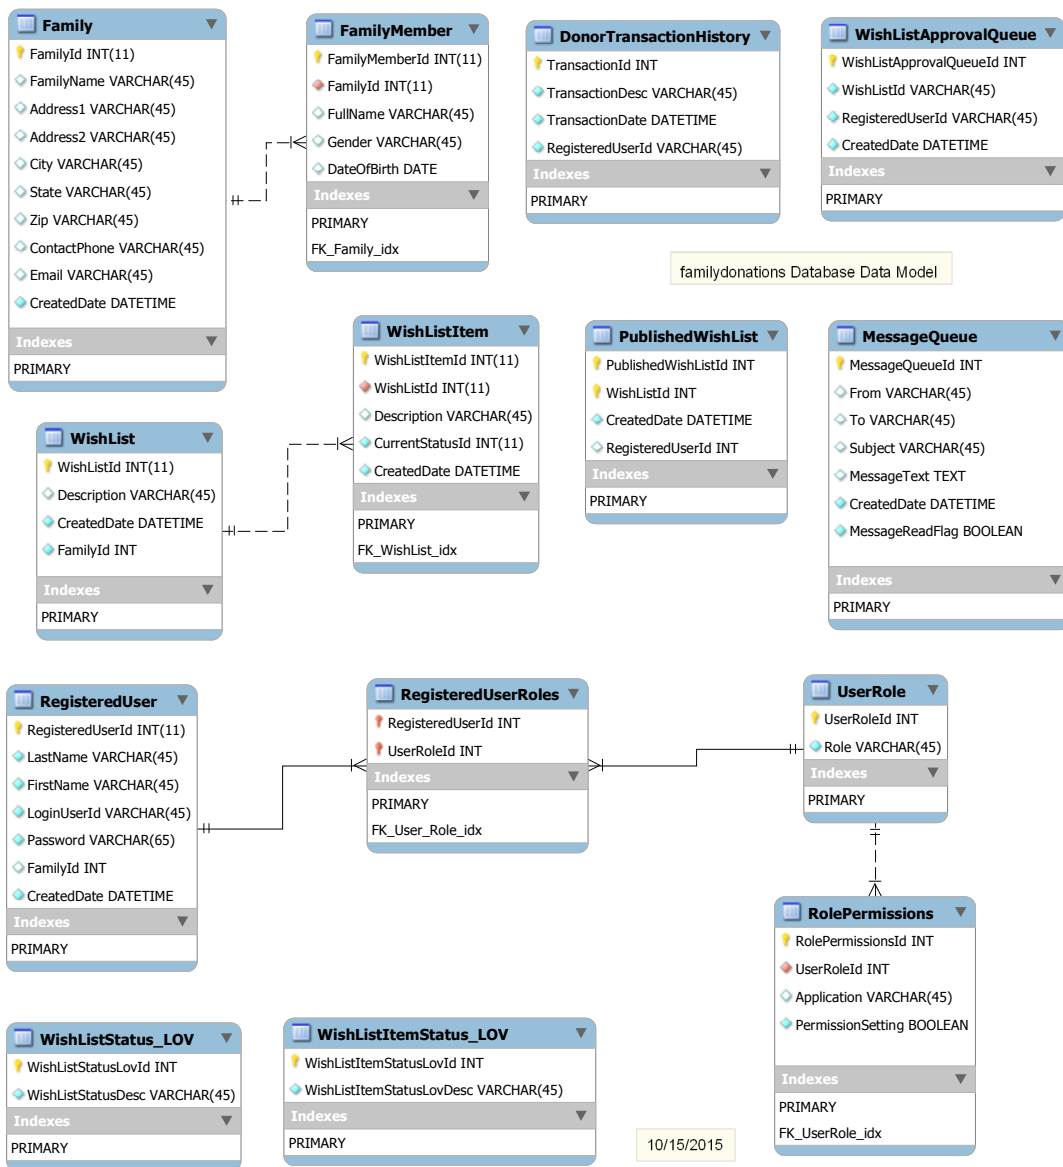 Family
FamilyId INT(11)
FamilyName VARCHAR(45)
Address1 VARCHAR(45)
Address2 VARCHAR(45)
City VARCHAR(45)
State VARCHAR(45)
Zip VARCHAR(45)
ContactPhone VARCHAR(45)
Email VARCHAR(45)
CreatedDate DATETIME
Indexes
PRIMARY
FamilyMember
FamilyMemberId INT(11)
FamilyId INT(11)
FullName VARCHAR(45)
Gender VARCHAR(45)
DateOfBirth DATE
Indexes
PRIMARY
FK_Family_idx
DonorTransactionHistory
TransactionId INT
TransactionDesc VARCHAR(45)
TransactionDate DATETIME
RegisteredUserId VARCHAR(45)
Indexes
PRIMARY
WishListApprovalQueue
WishListApprovalQueueId INT
WishListId VARCHAR(45)
RegisteredUserId VARCHAR(45)
CreatedDate DATETIME
Indexes
PRIMARY
familydonations Database Data Model
WishList
WishListId INT(11)
Description VARCHAR(45)
CreatedDate DATETIME
FamilyId INT
Indexes
PRIMARY
WishListItem
WishListItemId INT(11)
WishListId INT(11)
Description VARCHAR(45)
CurrentStatusId INT(11)
CreatedDate DATETIME
Indexes
PRIMARY
FK_WishList_idx
PublishedWishList
PublishedWishListId INT
WishListId INT
CreatedDate DATETIME
RegisteredUserId INT
Indexes
PRIMARY
MessageQueue
MessageQueueId INT
From VARCHAR(45)
To VARCHAR(45)
Subject VARCHAR(45)
MessageText TEXT
CreatedDate DATETIME
MessageReadFlag BOOLEAN
Indexes
PRIMARY
RegisteredUser
RegisteredUserId INT(11)
LastName VARCHAR(45)
FirstName VARCHAR(45)
LoginUserId VARCHAR(45)
Password VARCHAR(65)
FamilyId INT
CreatedDate DATETIME
Indexes
PRIMARY
RegisteredUserRoles
RegisteredUserId INT
UserRoleId INT
Indexes
PRIMARY
FK_User_Role_idx
UserRole
UserRoleId INT
Role VARCHAR(45)
Indexes
PRIMARY
RolePermissions
RolePermissionsId INT
UserRoleId INT
Application VARCHAR(45)
PermissionSetting BOOLEAN
Indexes
PRIMARY
FK_UserRole_idx
WishListStatus_LOV
WishListStatusLovId INT
WishListStatusDesc VARCHAR(45)
Indexes
PRIMARY
WishListItemStatus_LOV
WishListItemStatusLovId INT
WishListItemStatusLovDesc VARCHAR(45)
Indexes
PRIMARY
10/15/2015